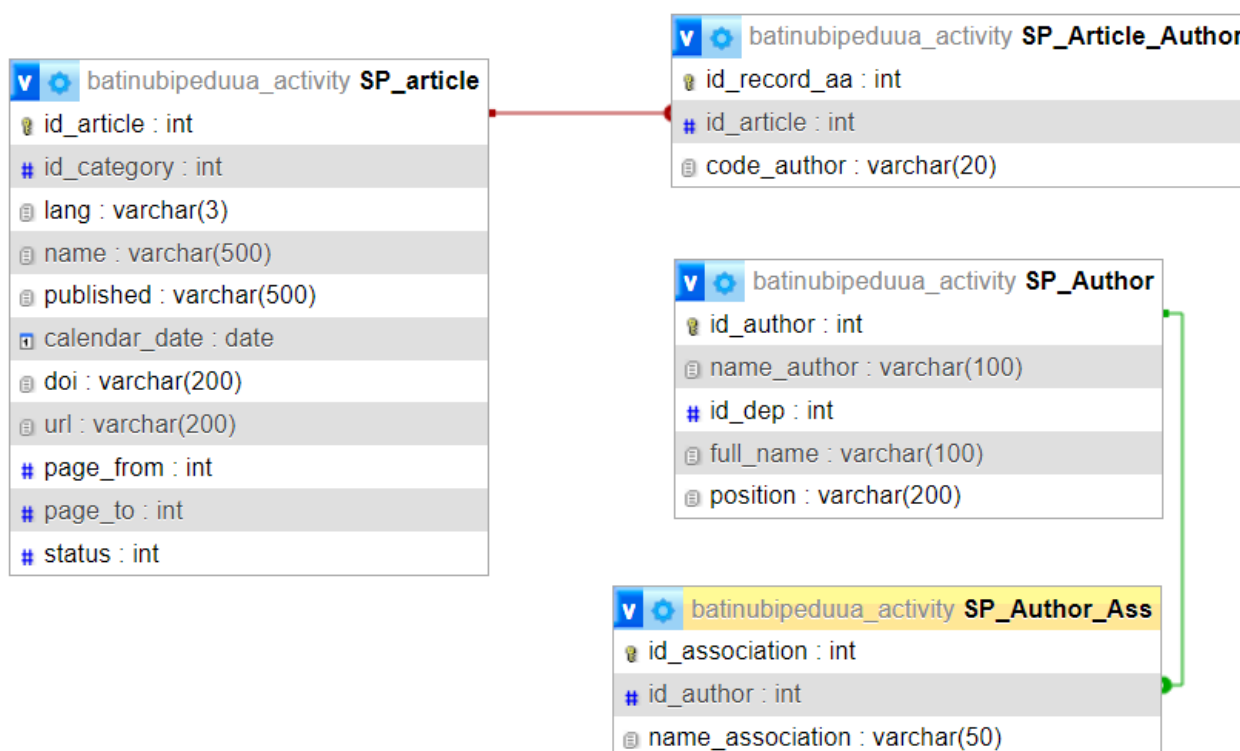 v batinubipeduua_activity SP_article
id_article : int
# id_category : int
lang : varchar(3)
name : varchar(500)
published : varchar(500)
calendar_date : date
doi : varchar(200)
url : varchar(200)
# page_from : int
# page_to : int
# status : int
v batinubipeduua_activity SP_Article_Author
id_record_aa : int
# id_article : int
code_author : varchar(20)
v batinubipeduua_activity SP_Author
id_author : int
name_author : varchar(100)
# id_dep : int
full_name : varchar(100)
position : varchar(200)
v batinubipeduua_activity SP_Author_Ass
id_association : int
# id_author : int
name_association : varchar(50)